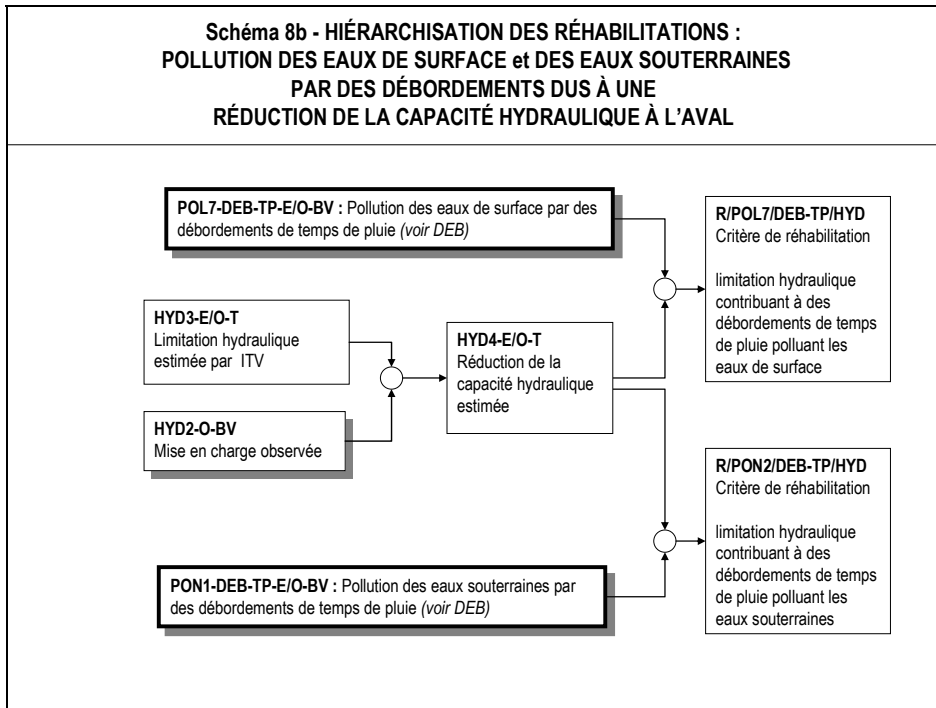 Schéma 8b - HIÉRARCHISATION DES RÉHABILITATIONS :
POLLUTION DES EAUX DE SURFACE et DES EAUX SOUTERRAINES
PAR DES DÉBORDEMENTS DUS À UNE
RÉDUCTION DE LA CAPACITÉ HYDRAULIQUE À L'AVAL
POL7-DEB-TP-E/O-BV : Pollution des eaux de surface par des
débordements de temps de pluie (voir DEB)
R/POL7/DEB-TP/HYD
Critère de réhabilitation
limitation hydraulique
contribuant à des
débordements de temps
de pluie polluant les
eaux de surface
HYD3-E/O-T
Limitation hydraulique
estimée par ITV
HYD4-E/O-T
Réduction de la
capacité hydraulique
estimée
HYD2-O-BV
Mise en charge observée
R/PON2/DEB-TP/HYD
Critère de réhabilitation
limitation hydraulique
contribuant à des
débordements de temps
de pluie polluant les
eaux souterraines
PON1-DEB-TP-E/O-BV : Pollution des eaux souterraines par
des débordements de temps de pluie (voir DEB)